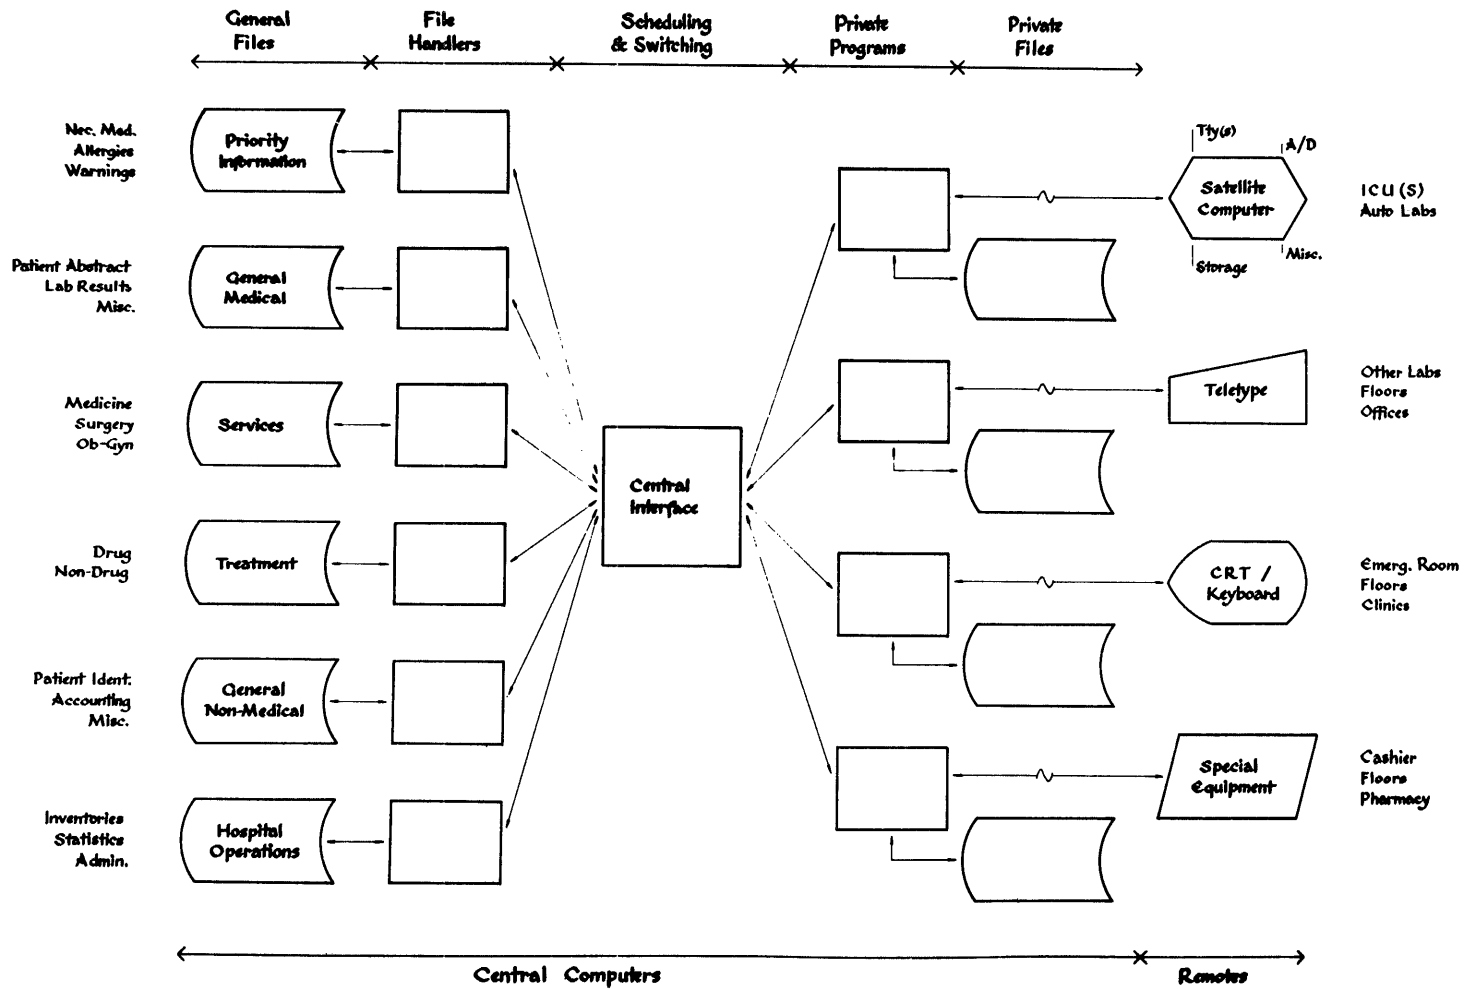 General
Files
File
Handlers
Scheduling
& Switching
Private
Programs
Private
Files
Nec. Med.
Allergies
Warnings
Priority
Information
Patient Abstract
Lab Results
Misc.
General
Medical
Medicine
Surgery
Ob-Gyn
Services
Drug
Non-Drug
Treatment
Patient Ident.
Accounting
Misc.
General
Non-Medical
Inventories
Statistics
Admin.
Hospital
Operations
Central
Interface
Tty(s)
A/D
Satellite
Computer
Storage
Misc.
ICU (S)
Auto Labs
Teletype
Other Labs
Floors
Offices
CRT /
Keyboard
Emerg. Room
Floors
Clinics
Special
Equipment
Cashier
Floors
Pharmacy
Central Computers
Remotes